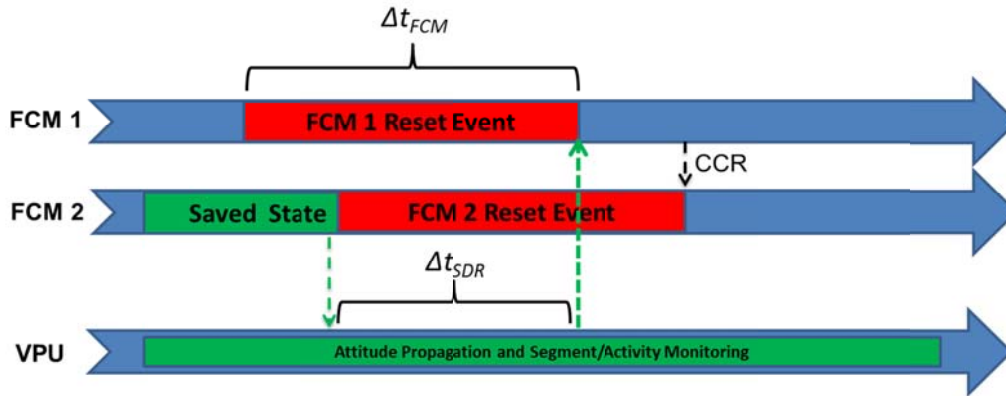 Δt_FCM
FCM 1
FCM 1 Reset Event
CCR
FCM 2
Saved State
FCM 2 Reset Event
Δt_SDR
VPU
Attitude Propagation and Segment/Activity Monitoring